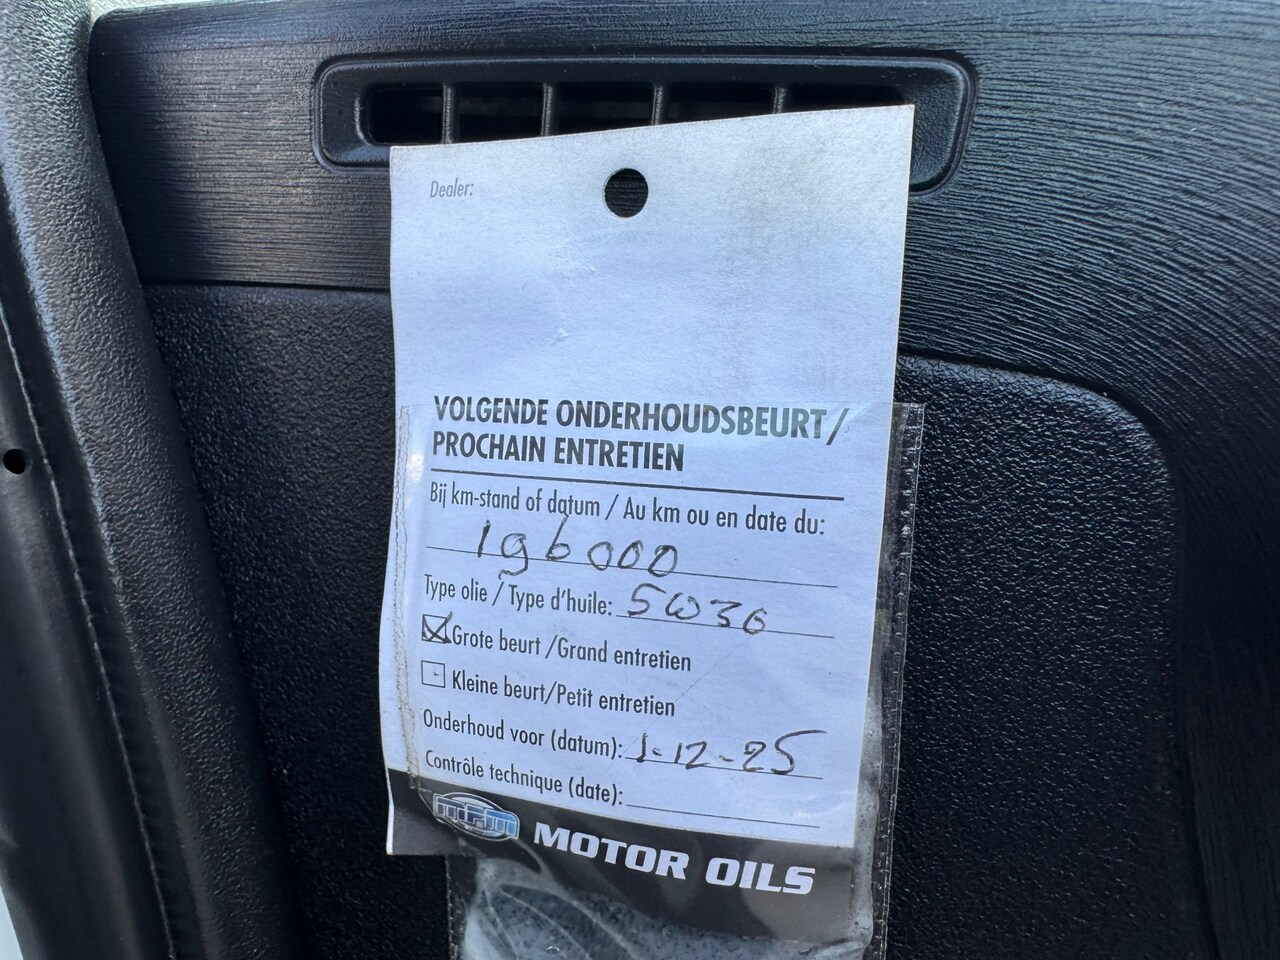 Dealer:
VOLGENDE ONDERHOUDSBEURT/
PROCHAIN ENTRETIEN
Bij km-stand of datum / Au km ou en date du:
196000
Type olie / Type d'huile: 5W30
Grote beurt /Grand entretien
Kleine beurt/Petit entretien
Onderhoud voor (datum): 1-12-25
Contrôle technique (date):
mpm MOTOR OILS